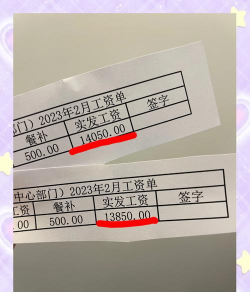 部门）2023年2月工资单
餐补 实发工资 签字
500.00 14050.00
中心部门）2023年2月工资单
工资 餐补 实发工资 签字
.00 500.00 13850.00